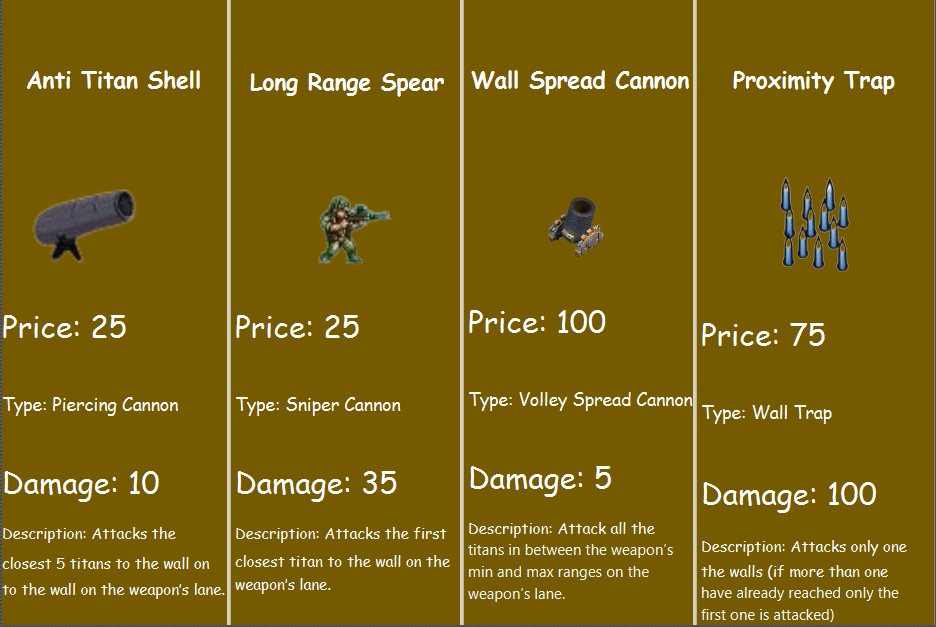 Anti Titan Shell
Price: 25
Type: Piercing Cannon
Damage: 10
Description: Attacks the
closest 5 titans to the wall on
to the wall on the weapon's lane.
Long Range Spear
Price: 25
Type: Sniper Cannon
Damage: 35
Description: Attacks the first
closest titan to the wall on the
weapon's lane.
Wall Spread Cannon
Price: 100
Type: Volley Spread Cannon
Damage: 5
Description: Attack all the
titans in between the weapon's
min and max ranges on the
weapon's lane.
Proximity Trap
Price: 75
Type: Wall Trap
Damage: 100
Description: Attacks only one
the walls (if more than one
have already reached only the
first one is attacked)